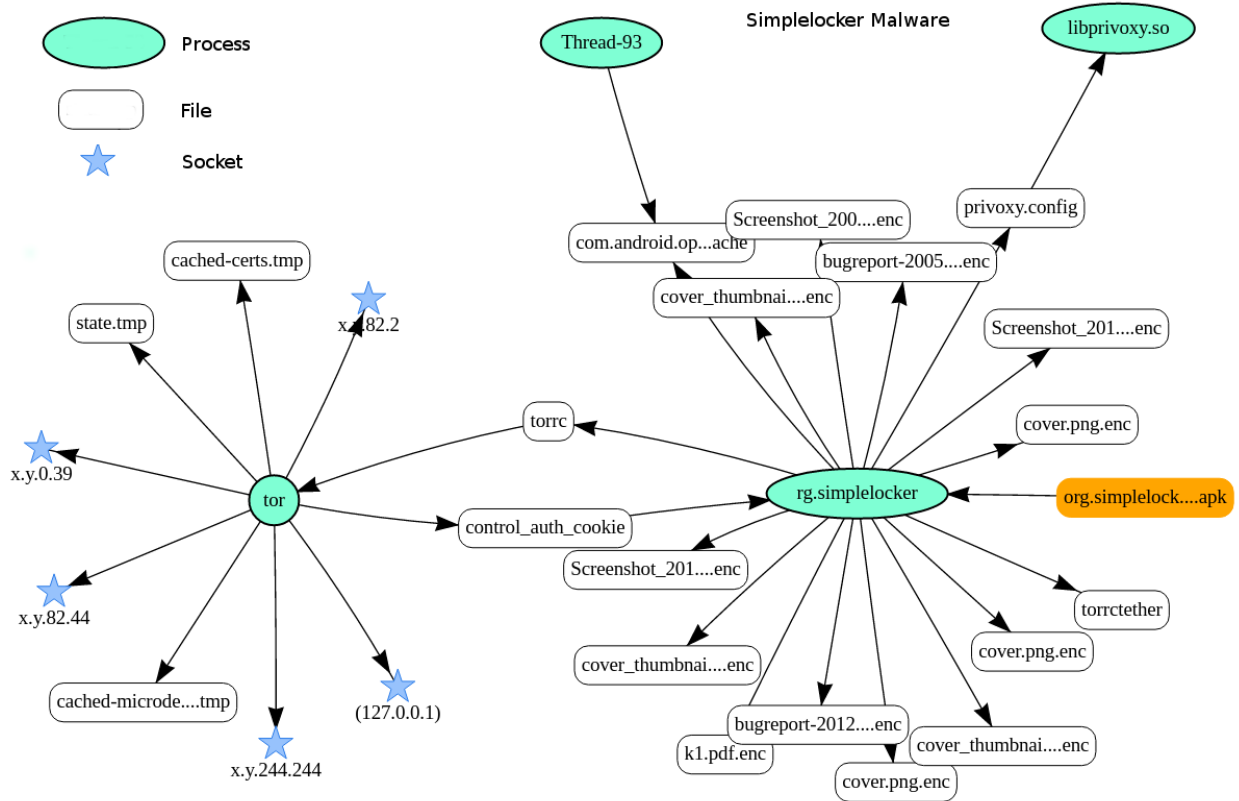 Simplelocker Malware
Process
File
Socket
Thread-93
libprivoxy.so
Screenshot_200....enc
privoxy.config
com.android.op...ache
bugreport-2005....enc
cached-certs.tmp
cover_thumbnai....enc
state.tmp
82.2
Screenshot_201....enc
torrc
cover.png.enc
x.y.0.39
tor
rg.simplelocker
org.simplelock....apk
control_auth_cookie
Screenshot_201....enc
x.y.82.44
torrctether
cover.png.enc
cover_thumbnai....enc
cached-microde....tmp
(127.0.0.1)
bugreport-2012....enc
k1.pdf.enc
cover_thumbnai....enc
x.y.244.244
cover.png.enc